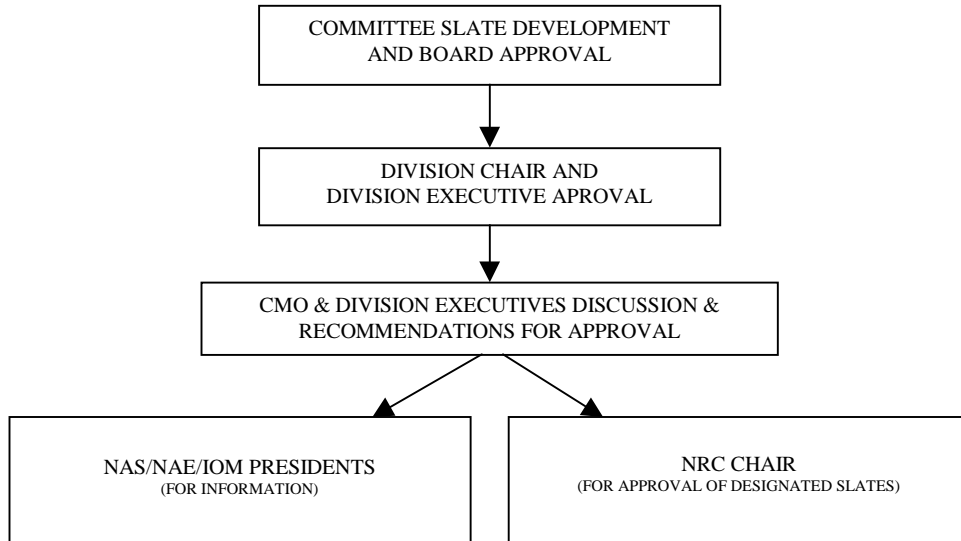 COMMITTEE SLATE DEVELOPMENT
AND BOARD APPROVAL
DIVISION CHAIR AND
DIVISION EXECUTIVE APROVAL
CMO & DIVISION EXECUTIVES DISCUSSION &
RECOMMENDATIONS FOR APPROVAL
NAS/NAE/IOM PRESIDENTS
(FOR INFORMATION)
NRC CHAIR
(FOR APPROVAL OF DESIGNATED SLATES)